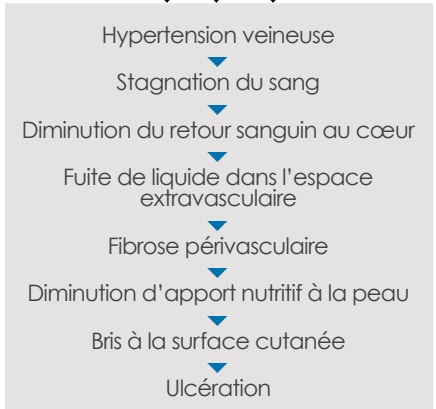 Hypertension veineuse
Stagnation du sang
Diminution du retour sanguin au cœur
Fuite de liquide dans l’espace
extravasculaire
Fibrose périvasculaire
Diminution d’apport nutritif à la peau
Bris à la surface cutanée
Ulcération